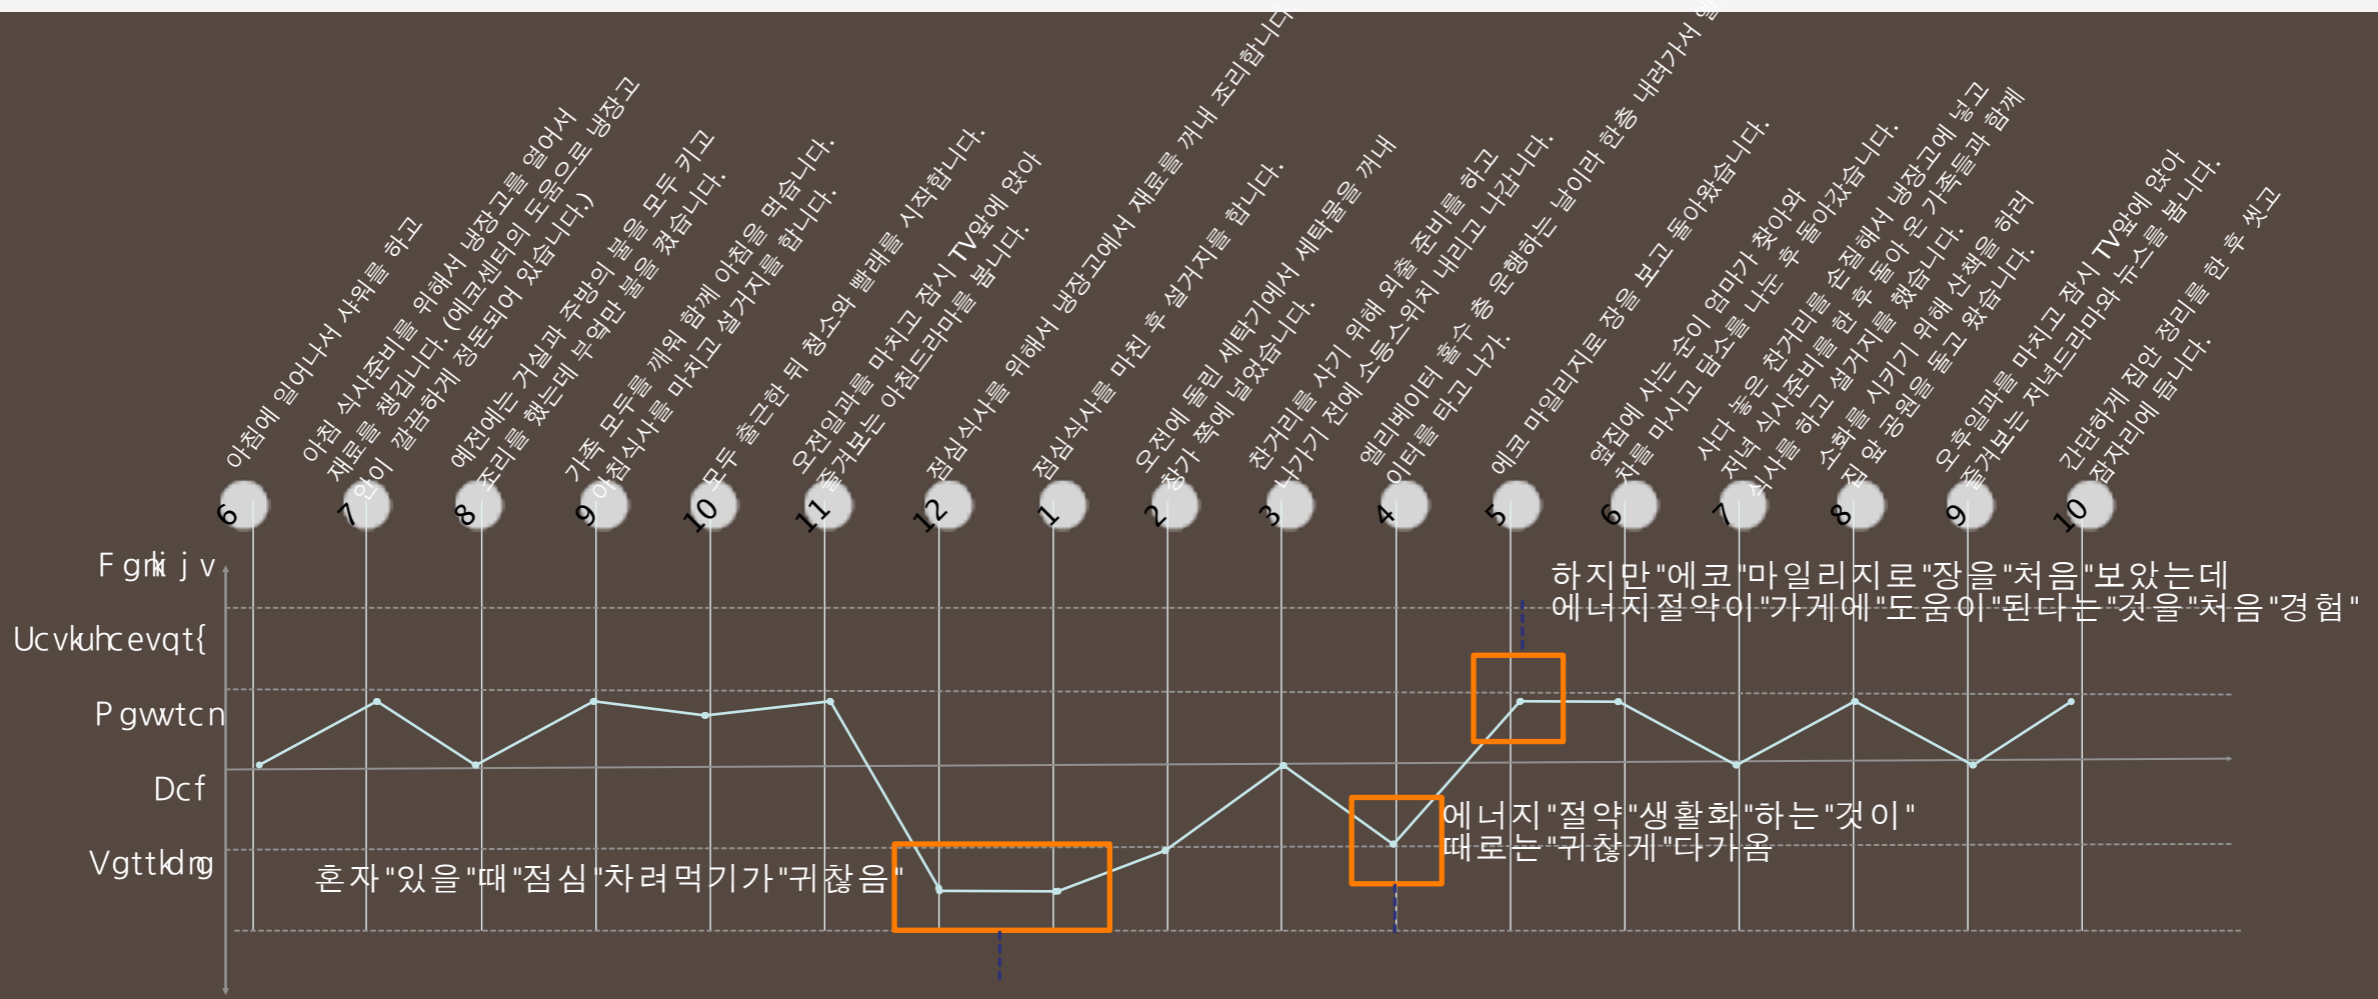 아침에 일어나서 샤워를 하고
아침 식사준비를 위해서 냉장고를 열어서
재료를 챙깁니다. (에코센터의 도움으로 냉장고
안이 깔끔하게 정돈되어 있습니다.)
예전에는 거실과 주방의 불을 모두 키고
조리를 했는데 부엌만 불을 켰습니다.
가족 모두를 깨워 함께 아침을 먹습니다.
아침식사를 마치고 설거지를 합니다.
모두 출근한 뒤 청소와 빨래를 시작합니다.
오전일과를 마치고 잠시 TV앞에 앉아
즐겨보는 아침드라마를 봅니다.
점심식사를 위해서 냉장고에서 재료를 꺼내 조리합니다.
점심식사를 마친 후 설거지를 합니다.
오전에 돌린 세탁기에서 세탁물을 꺼내
창가 쪽에 널었습니다.
찬거리를 사기 위해 외출 준비를 하고
나가기 전에 소등스위치 내리고 나갑니다.
엘리베이터 홀수 층 운행하는 날이라 한층 내려가서 엘
이터를 타고 나가.
에코 마일리지로 장을 보고 돌아왔습니다.
옆집에 사는 순이 엄마가 찾아와
차를 마시고 담소를 나눈 후 돌아갔습니다.
사다 놓은 찬거리를 손질해서 냉장고에 넣고
저녁 식사준비를 한 후 돌아 온 가족들과 함께
식사를 하고 설거지를 했습니다.
소화를 시키기 위해 산책을 하러
집 앞 공원을 돌고 왔습니다.
오후일과를 마치고 잠시 TV앞에 앉아
즐겨보는 저녁드라마와 뉴스를 봅니다.
간단하게 집안 정리를 한 후 씻고
잠자리에 듭니다.
6 7 8 9 10 11 12 1 2 3 4 5 6 7 8 9 10
Fgnkijv
하지만"에코"마일리지로"장을"처음"보았는데
에너지절약이"가게에"도움이"된다는"것을"처음"경험"
Ucvkuhcevqt{
Pgwvtcn
Dcf
에너지"절약"생활화"하는"것이"
때로는"귀찮게"다가옴
Vgttkdng
혼자"있을"때"점심"차려먹기가"귀찮음"